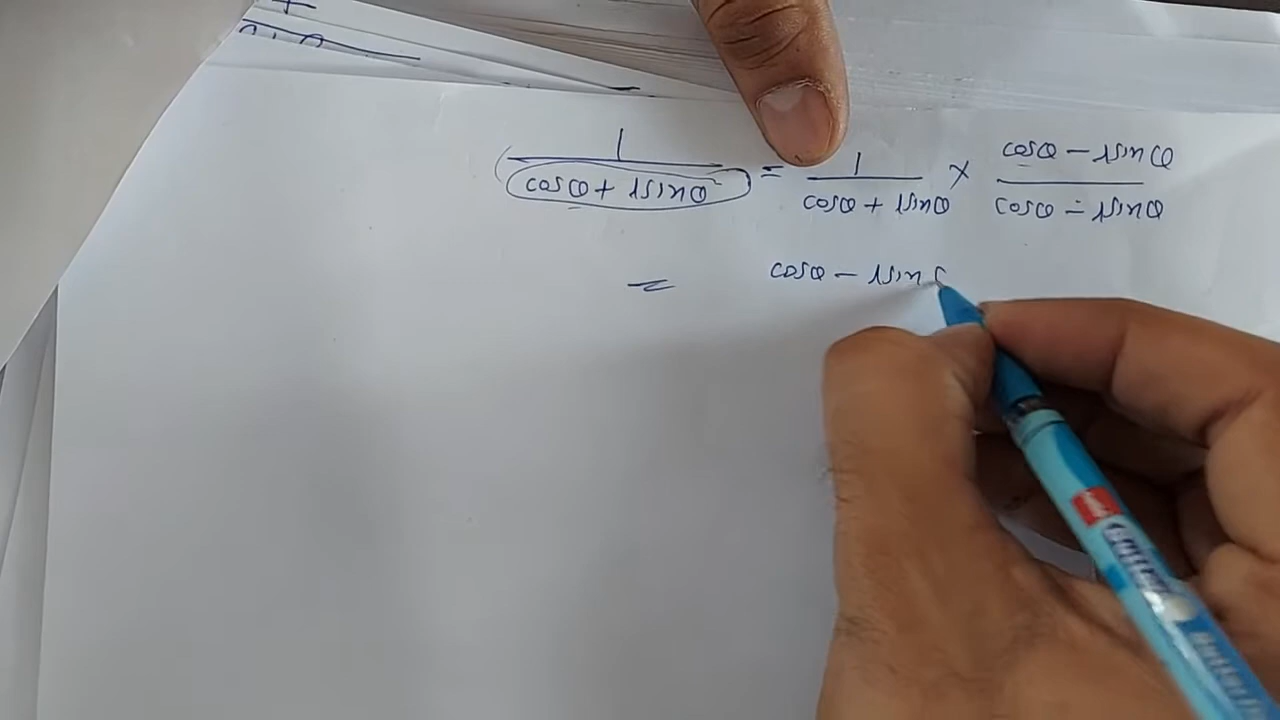 1/(cosθ + isinθ) = 1/(cosθ + isinθ) × (cosθ − isinθ)/(cosθ − isinθ)
= cosθ − isin